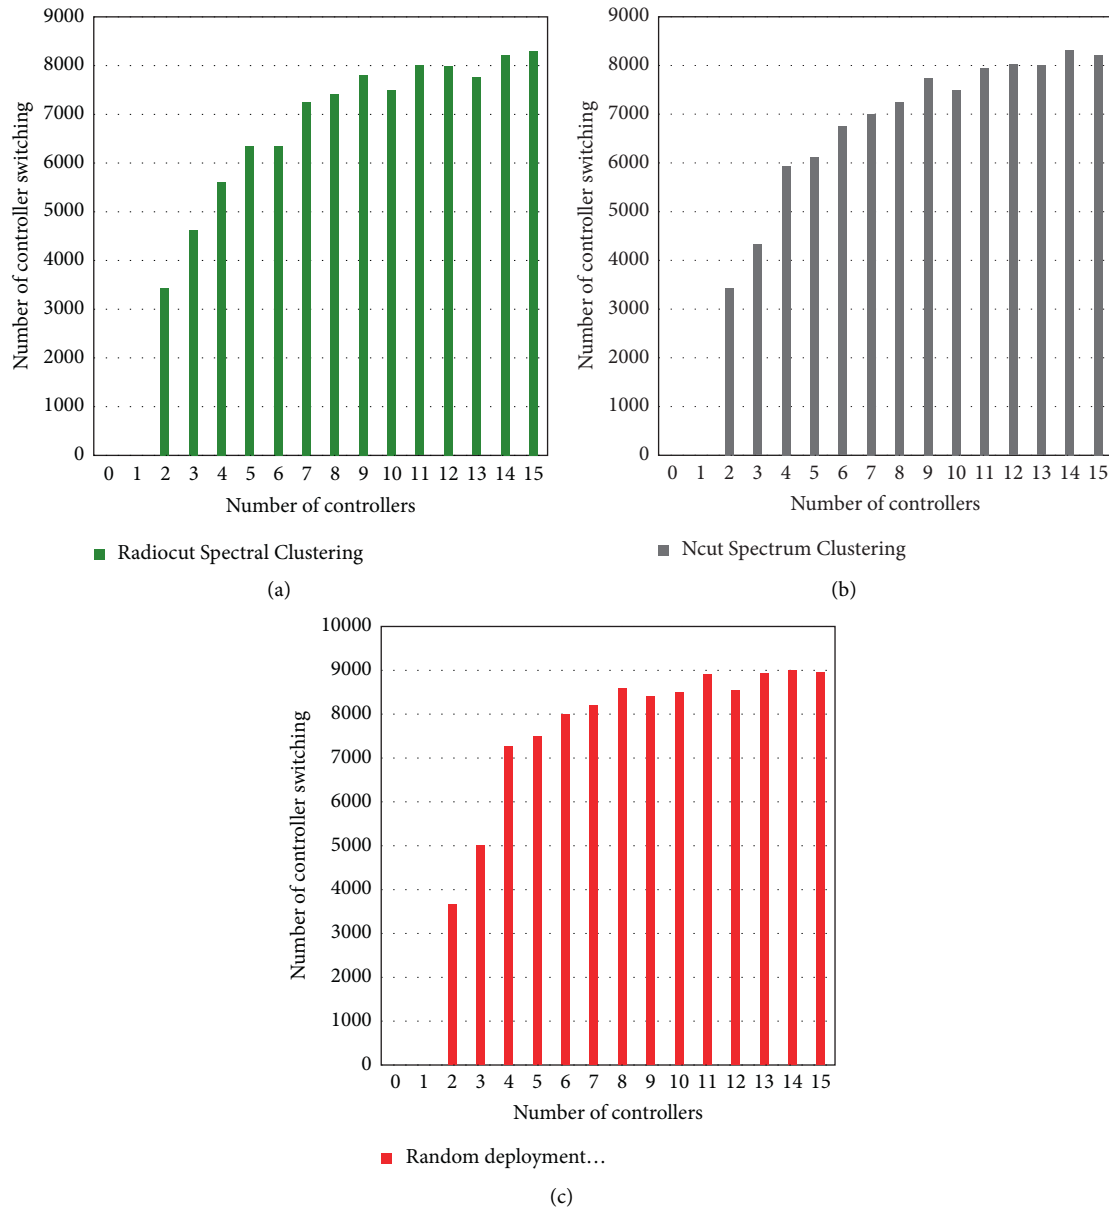 9000
8000
7000
6000
5000
4000
3000
2000
1000
0
Number of controller switching
0 1 2 3 4 5 6 7 8 9 10 11 12 13 14 15
Number of controllers
Radiocut Spectral Clustering
(a)
9000
8000
7000
6000
5000
4000
3000
2000
1000
0
Number of controller switching
0 1 2 3 4 5 6 7 8 9 10 11 12 13 14 15
Number of controllers
Ncut Spectrum Clustering
(b)
10000
9000
8000
7000
6000
5000
4000
3000
2000
1000
0
Number of controller switching
0 1 2 3 4 5 6 7 8 9 10 11 12 13 14 15
Number of controllers
Random deployment…
(c)